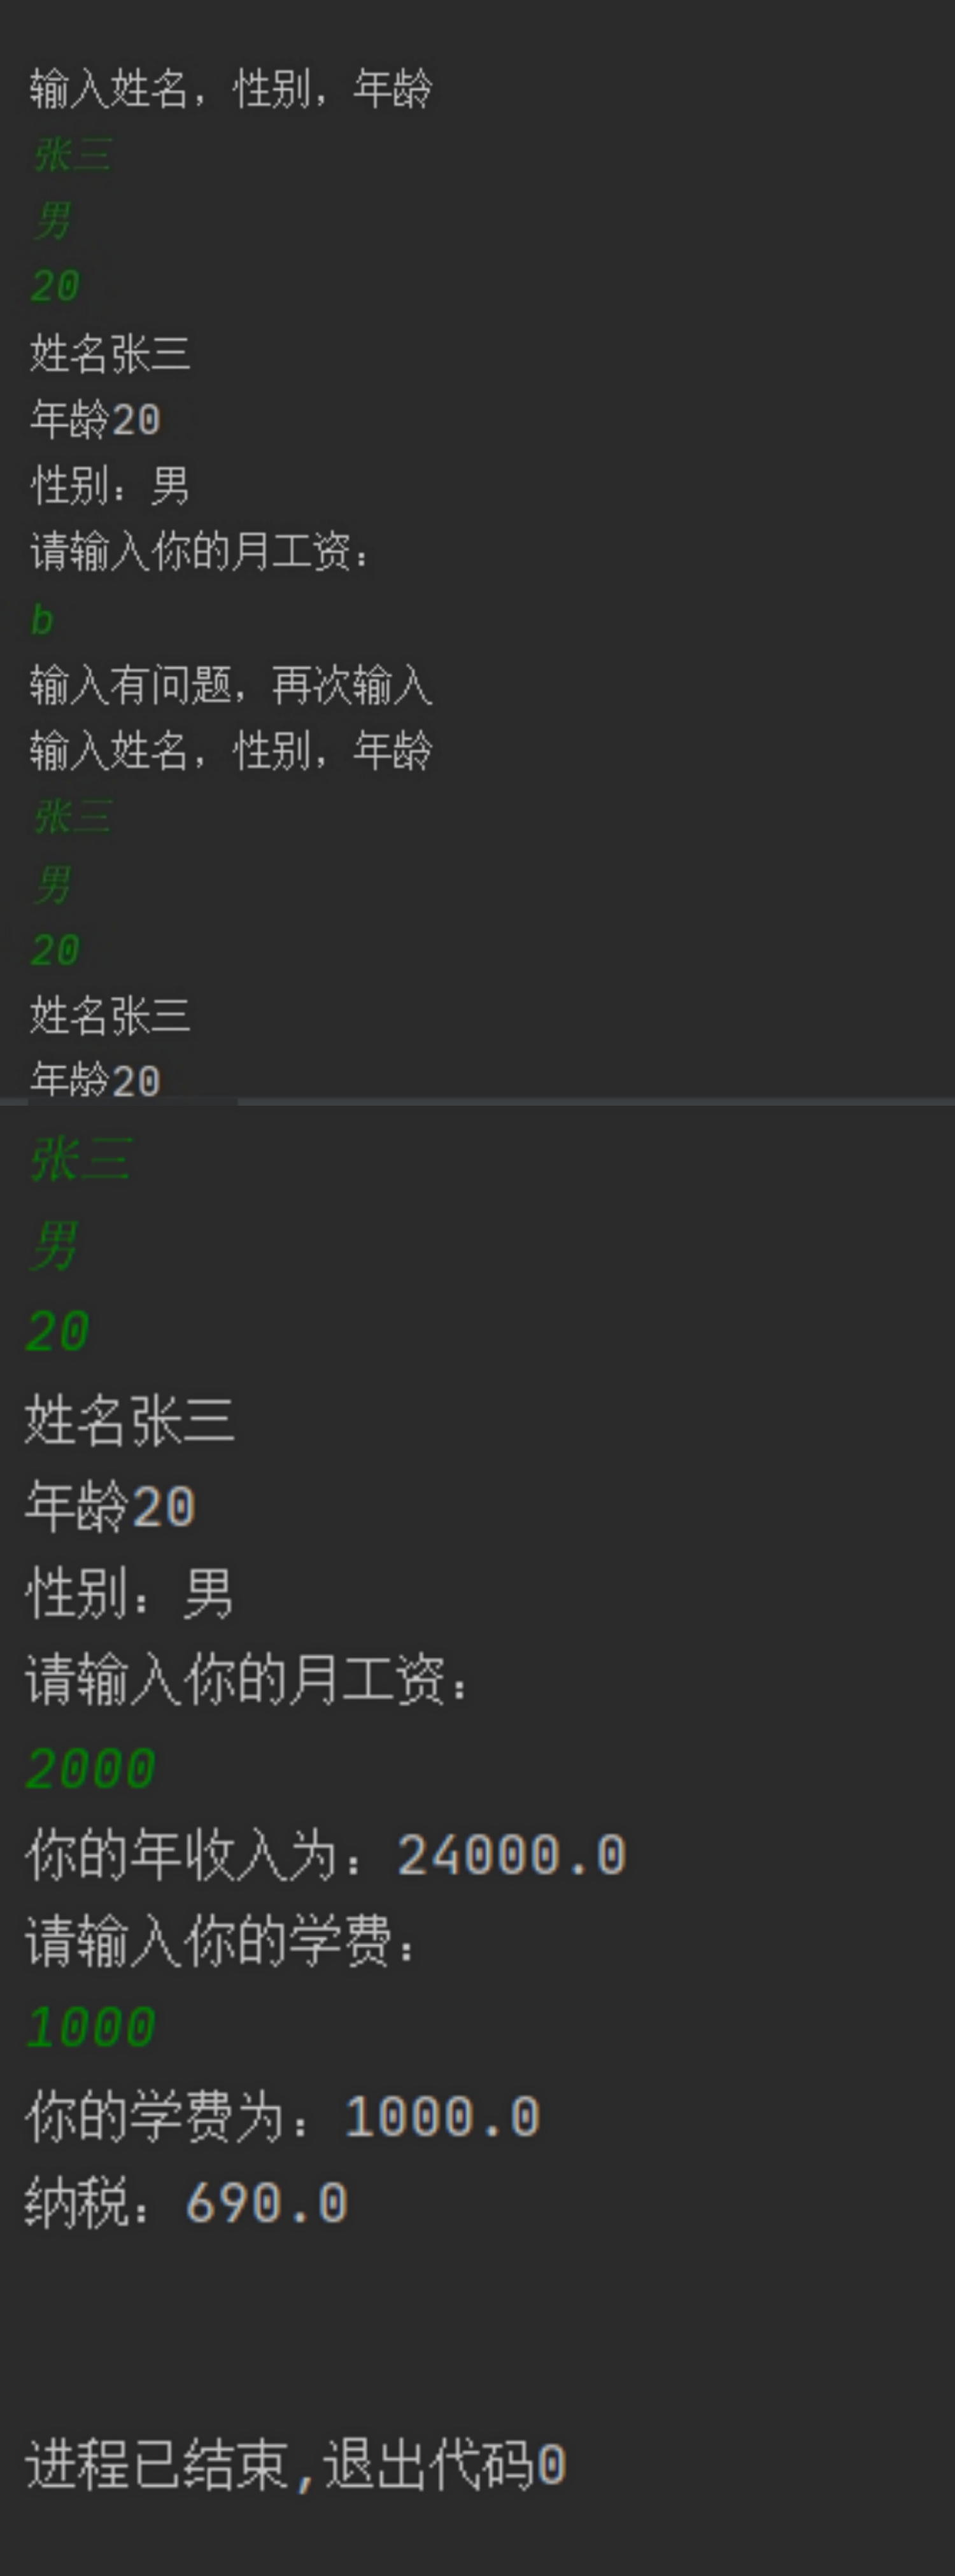 输入姓名，性别，年龄
张三
男
20
姓名张三
年龄20
性别：男
请输入你的月工资：
b
输入有问题，再次输入
输入姓名，性别，年龄
张三
男
20
姓名张三
年龄20
张三
男
20
姓名张三
年龄20
性别：男
请输入你的月工资：
2000
你的年收入为：24000.0
请输入你的学费：
1000
你的学费为：1000.0
纳税：690.0
进程已结束,退出代码0